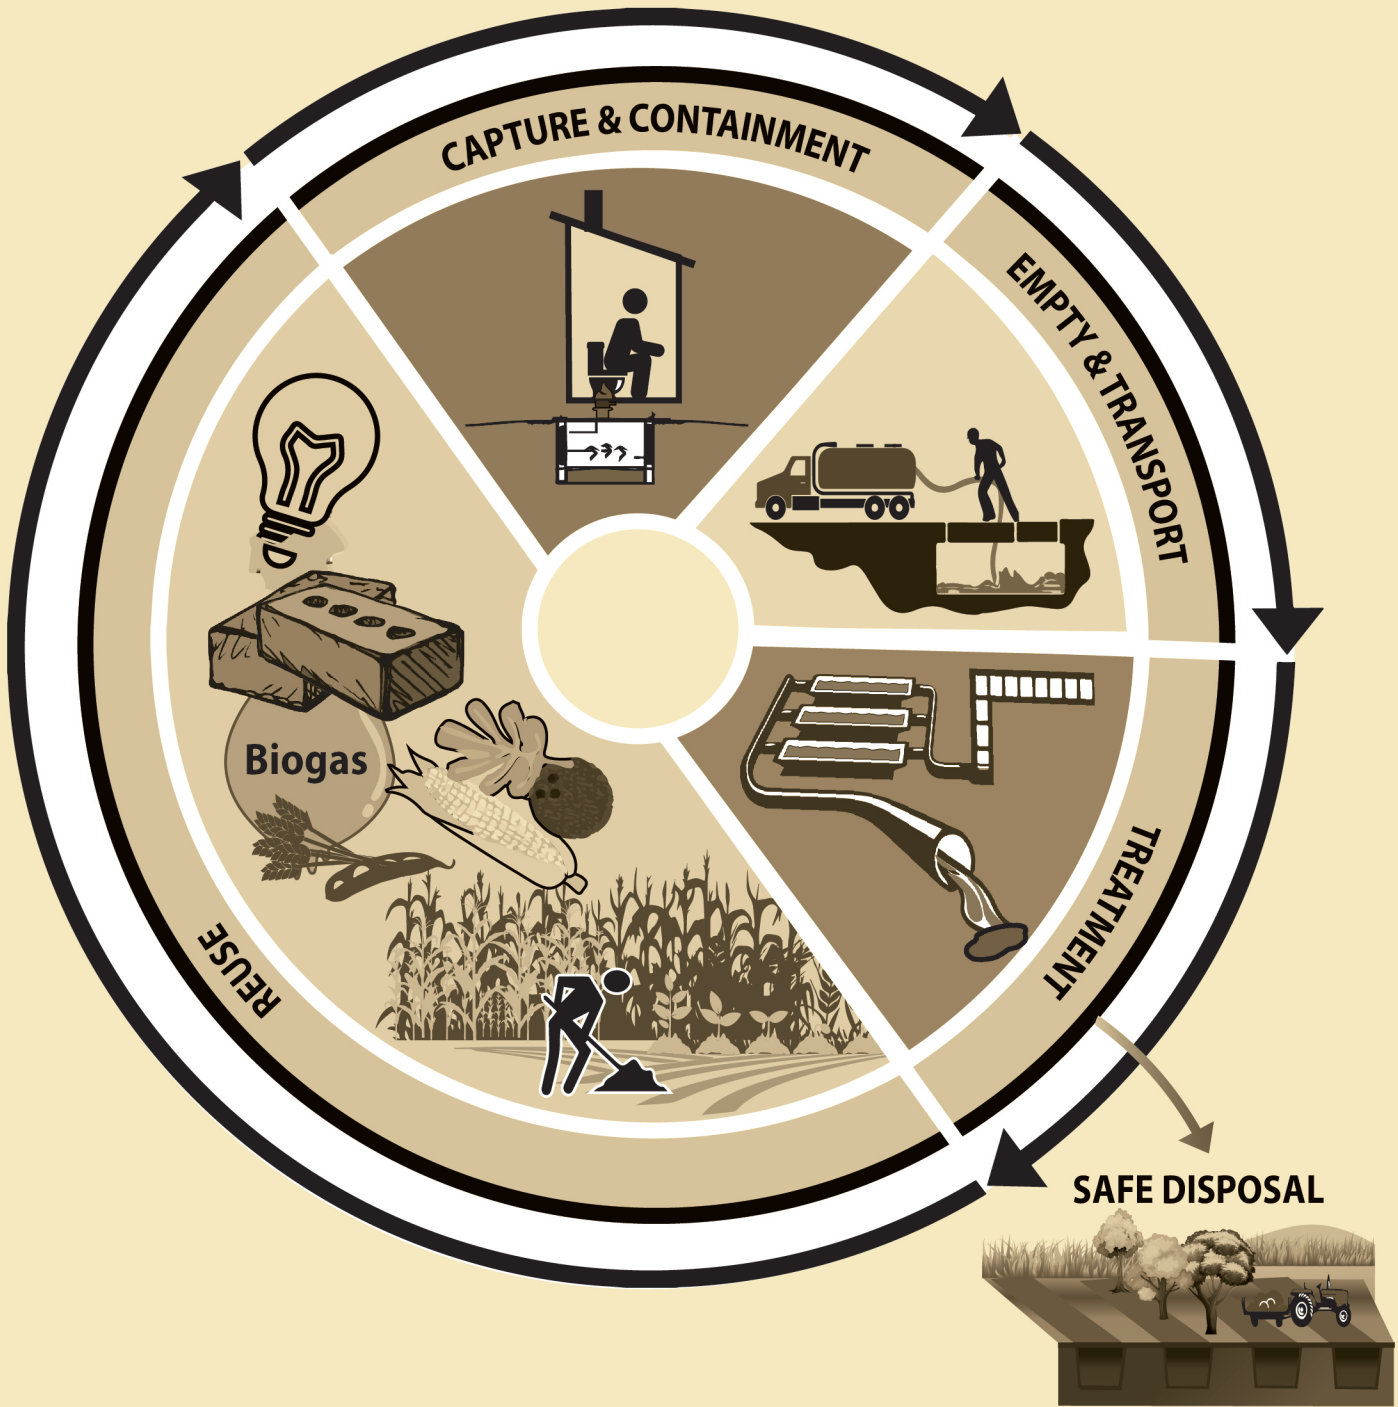 CAPTURE & CONTAINMENT
EMPTY & TRANSPORT
TREATMENT
SAFE DISPOSAL
REUSE
Biogas